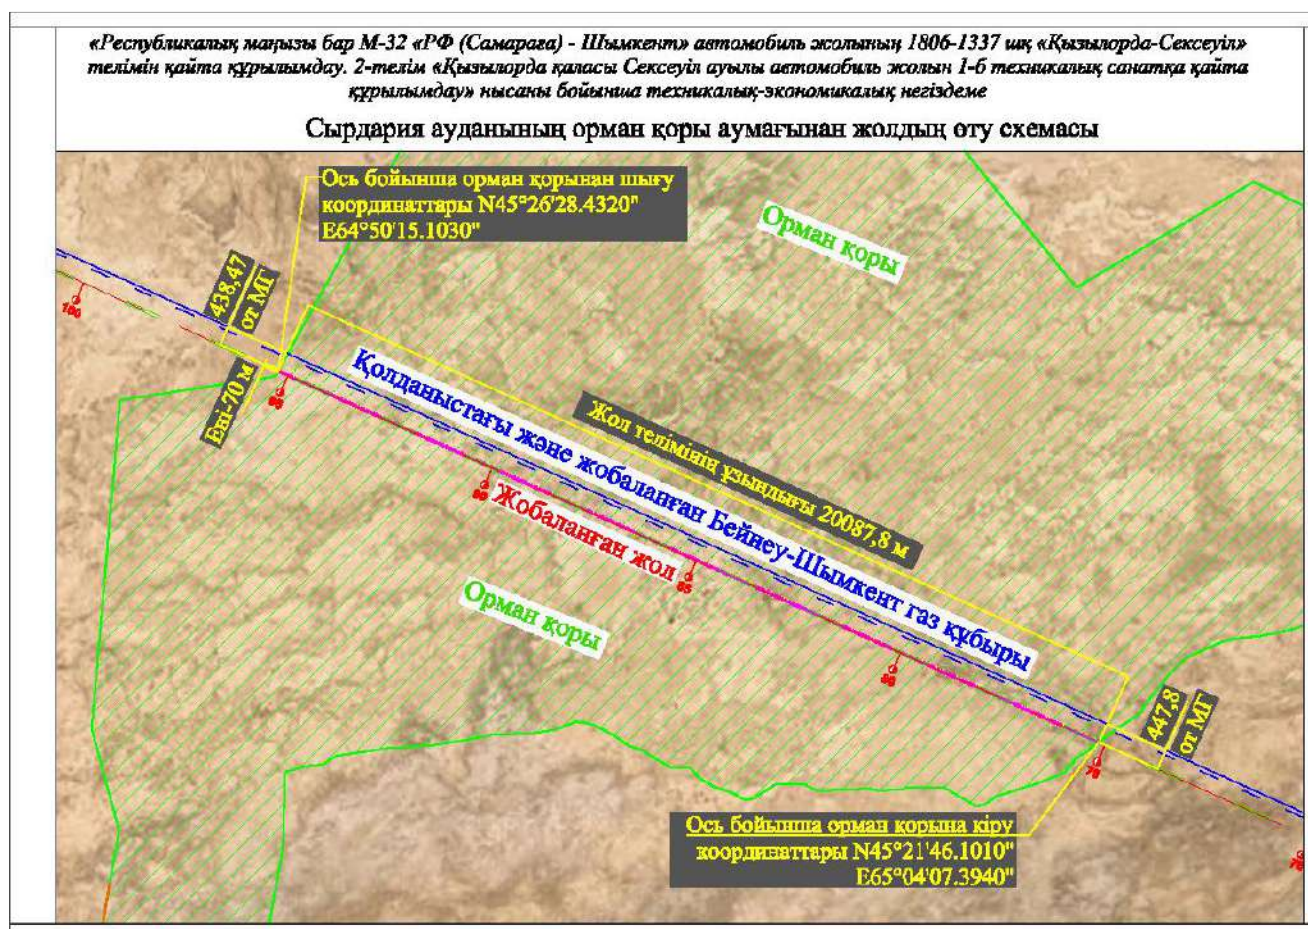 «Республикалық маңызы бар М-32 «РФ (Самараға) - Шымкент» автомобиль жолының 1806-1337 шқ «Қызылорда-Сексеуіл»
телімін қайта құрылымдау. 2-телім «Қызылорда қаласы Сексеуіл ауылы автомобиль жолын 1-б техникалық санатқа қайта
құрылымдау» нысаны бойынша техникалық-экономикалық негіздеме
Сырдария ауданының орман қоры аумағынан жолдың өту схемасы
Ось бойынша орман қорынан шығу
координаттары N45°26'28.4320"
E64°50'15.1030"
Орман қоры
438,47
от МГ
100
Ені-70 м
95
Қолданыстағы және жобаланған Бейнеу-Шымкент газ құбыры
Жол телімінің ұзындығы 20087,8 м
90
Жобаланған жол
85
Орман қоры
80
447,8
от МГ
Ось бойынша орман қорына кіру
координаттары N45°21'46.1010"
E65°04'07.3940"